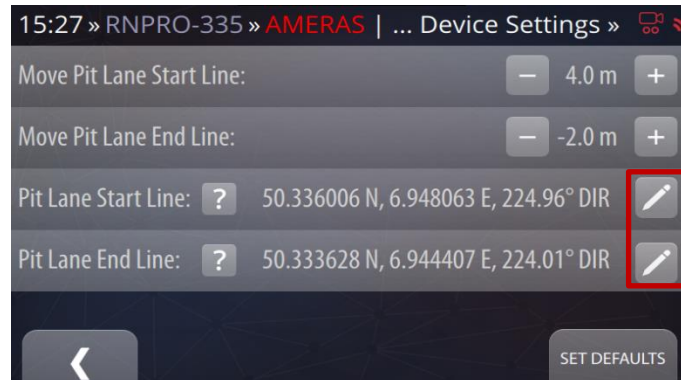 15:27 » RNPRO-335 » AMERAS | ... Device Settings »
Move Pit Lane Start Line: − 4.0 m +
Move Pit Lane End Line: − -2.0 m +
Pit Lane Start Line: ? 50.336006 N, 6.948063 E, 224.96° DIR
Pit Lane End Line: ? 50.333628 N, 6.944407 E, 224.01° DIR
SET DEFAULTS